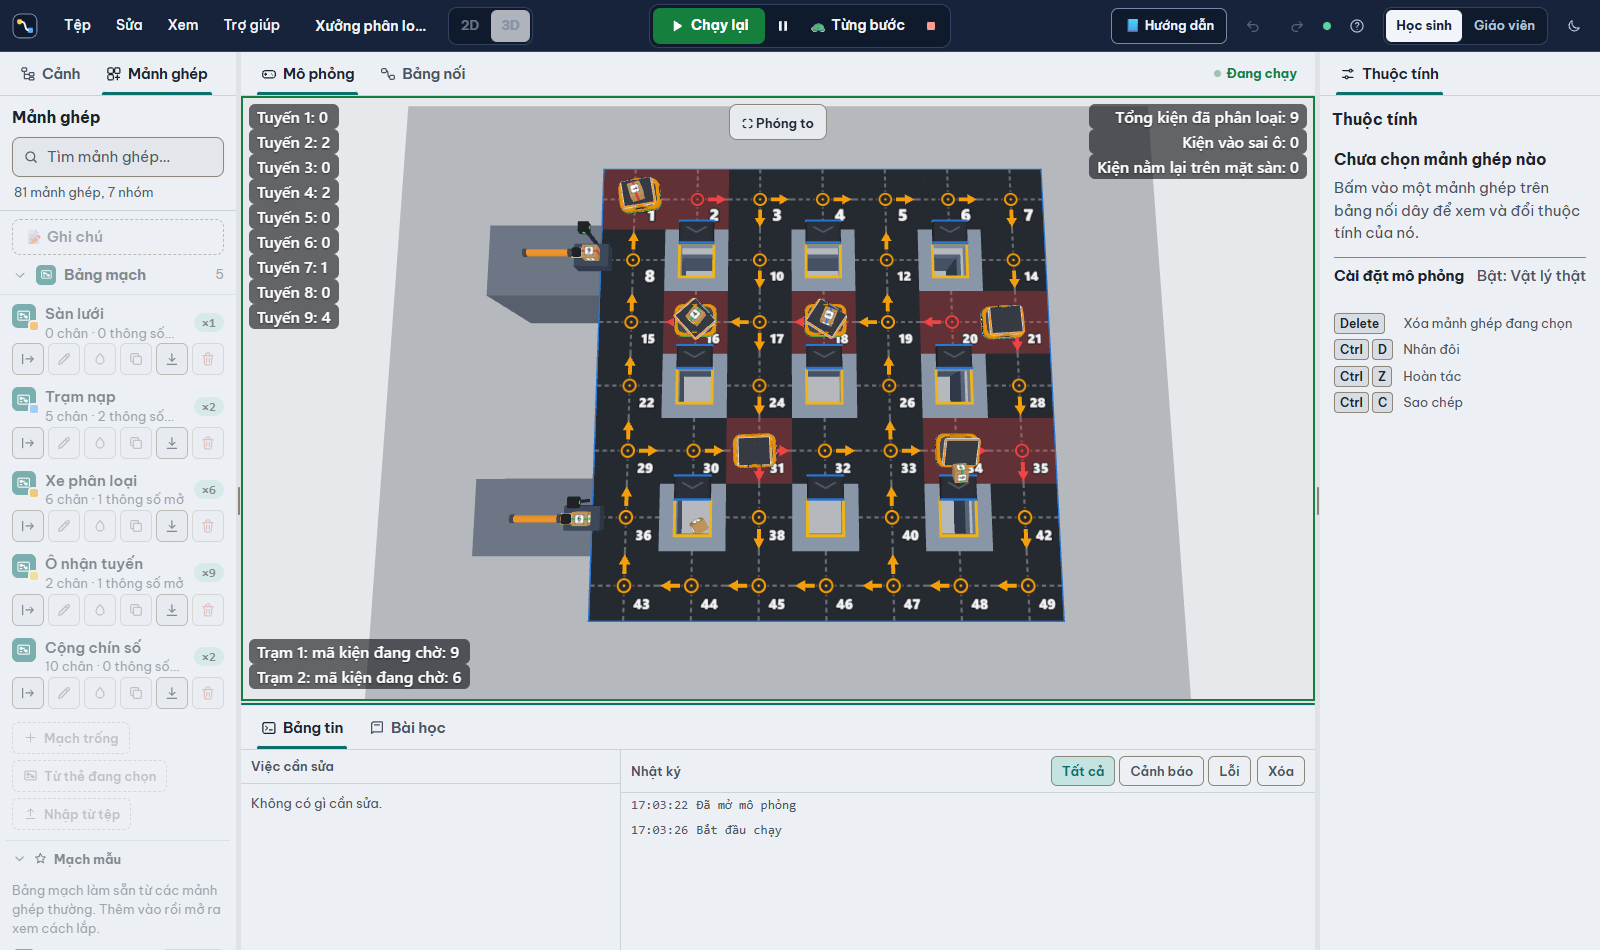 Tệp Sửa Xem Trợ giúp Xưởng phân lo... 2D 3D Chạy lại Từng bước Hướng dẫn Học sinh Giáo viên
Cảnh Mảnh ghép
Mảnh ghép
Tìm mảnh ghép...
81 mảnh ghép, 7 nhóm
Ghi chú
Bảng mạch 5
Sàn lưới
0 chân · 0 thông số...
×1
Trạm nạp
5 chân · 2 thông số...
×2
Xe phân loại
6 chân · 1 thông số mở
×6
Ô nhận tuyến
2 chân · 1 thông số mở
×9
Cộng chín số
10 chân · 0 thông số...
×2
Mạch trống
Từ thẻ đang chọn
Nhập từ tệp
Mạch mẫu
Bảng mạch làm sẵn từ các mảnh
ghép thường. Thêm vào rồi mở ra
xem cách lắp.
Mô phỏng Bảng nối Đang chạy
Tuyến 1: 0
Tuyến 2: 2
Tuyến 3: 0
Tuyến 4: 2
Tuyến 5: 0
Tuyến 6: 0
Tuyến 7: 1
Tuyến 8: 0
Tuyến 9: 4
Phóng to
Tổng kiện đã phân loại: 9
Kiện vào sai ô: 0
Kiện nằm lại trên mặt sàn: 0
1 2 3 4 5 6 7
8 10 12 14
15 16 17 18 19 20 21
22 24 26 28
29 30 31 32 33 34 35
36 38 40 42
43 44 45 46 47 48 49
Trạm 1: mã kiện đang chờ: 9
Trạm 2: mã kiện đang chờ: 6
Bảng tin Bài học
Việc cần sửa
Không có gì cần sửa.
Nhật ký Tất cả Cảnh báo Lỗi Xóa
17:03:22 Đã mở mô phỏng
17:03:26 Bắt đầu chạy
Thuộc tính
Thuộc tính
Chưa chọn mảnh ghép nào
Bấm vào một mảnh ghép trên
bảng nối dây để xem và đổi thuộc
tính của nó.
Cài đặt mô phỏng Bật: Vật lý thật
Delete Xóa mảnh ghép đang chọn
Ctrl D Nhân đôi
Ctrl Z Hoàn tác
Ctrl C Sao chép